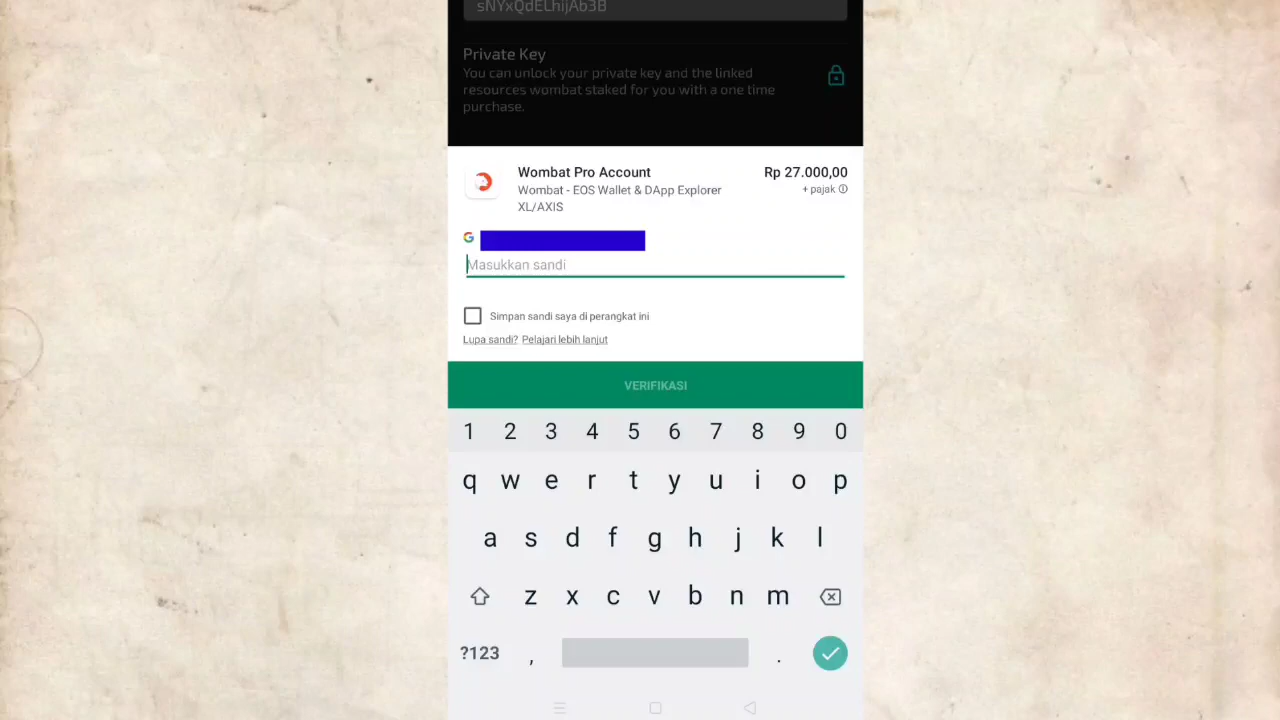 sNYxQdELhijAb3B
Private Key
You can unlock your private key and the linked
resources wombat staked for you with a one time
purchase.
Wombat Pro Account
Rp 27.000,00
Wombat - EOS Wallet & DApp Explorer
+ pajak
XL/AXIS
Masukkan sandi
Simpan sandi saya di perangkat ini
Lupa sandi? Pelajari lebih lanjut
VERIFIKASI
1 2 3 4 5 6 7 8 9 0
q w e r t y u i o p
a s d f g h j k l
z x c v b n m
?123 , .